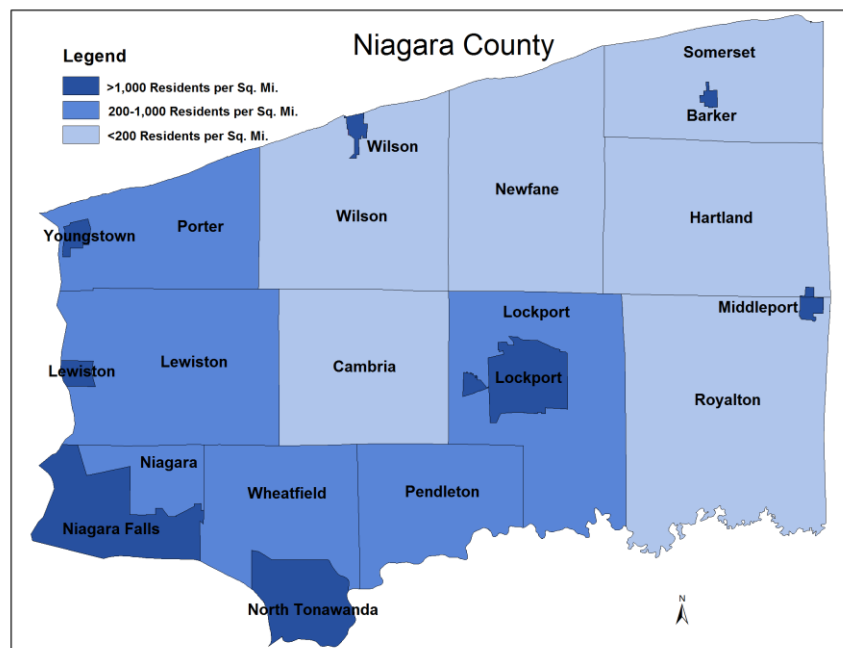 Niagara County
Legend
>1,000 Residents per Sq. Mi.
200-1,000 Residents per Sq. Mi.
<200 Residents per Sq. Mi.
Somerset
Barker
Wilson
Newfane
Wilson
Hartland
Porter
Youngstown
Middleport
Lockport
Lewiston
Lewiston
Cambria
Lockport
Royalton
Niagara
Wheatfield
Pendleton
Niagara Falls
North Tonawanda
N